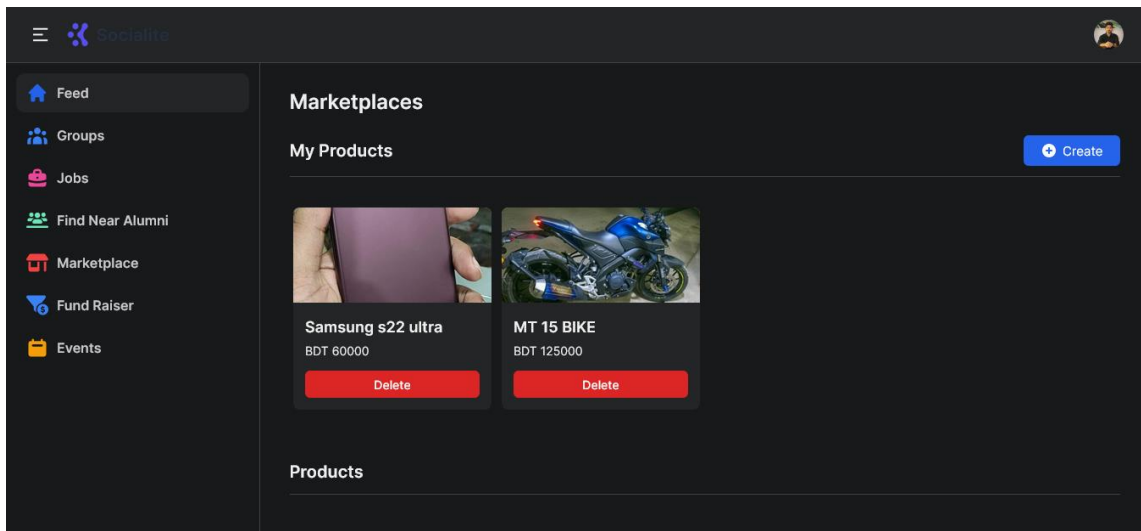 Socialite
Feed
Groups
Jobs
Find Near Alumni
Marketplace
Fund Raiser
Events
Marketplaces
My Products
Create
Samsung s22 ultra
BDT 60000
Delete
MT 15 BIKE
BDT 125000
Delete
Products